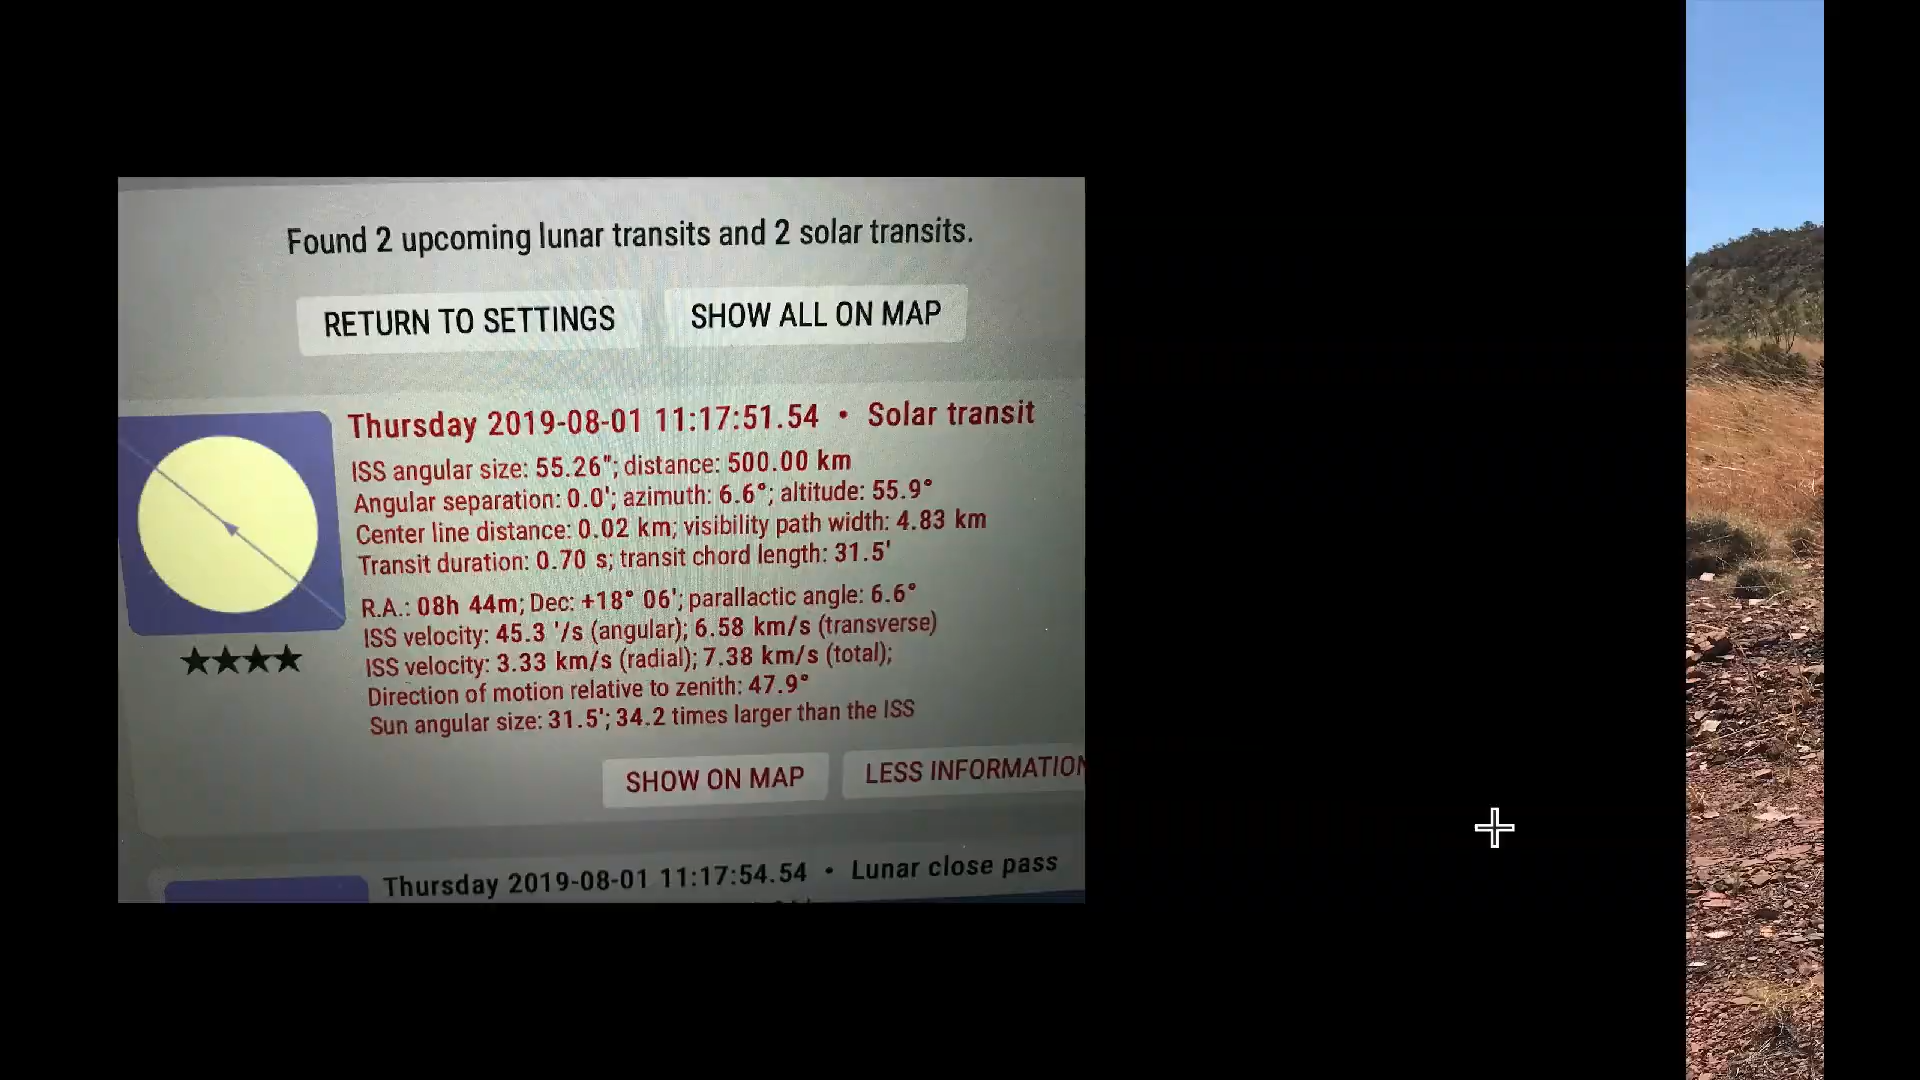 Found 2 upcoming lunar transits and 2 solar transits.
RETURN TO SETTINGS
SHOW ALL ON MAP
Thursday 2019-08-01 11:17:51.54 • Solar transit
ISS angular size: 55.26"; distance: 500.00 km
Angular separation: 0.0'; azimuth: 6.6°; altitude: 55.9°
Center line distance: 0.02 km; visibility path width: 4.83 km
Transit duration: 0.70 s; transit chord length: 31.5'
R.A.: 08h 44m; Dec: +18° 06'; parallactic angle: 6.6°
ISS velocity: 45.3 '/s (angular); 6.58 km/s (transverse)
ISS velocity: 3.33 km/s (radial); 7.38 km/s (total);
Direction of motion relative to zenith: 47.9°
Sun angular size: 31.5'; 34.2 times larger than the ISS
SHOW ON MAP
LESS INFORMATION
Thursday 2019-08-01 11:17:54.54 • Lunar close pass